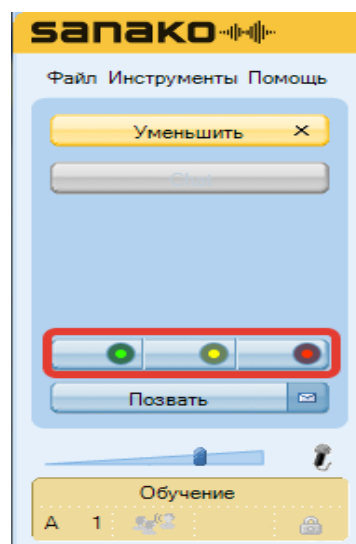 sanako
Файл Инструменты Помощь
Уменьшить
Позвать
Обучение
А 1